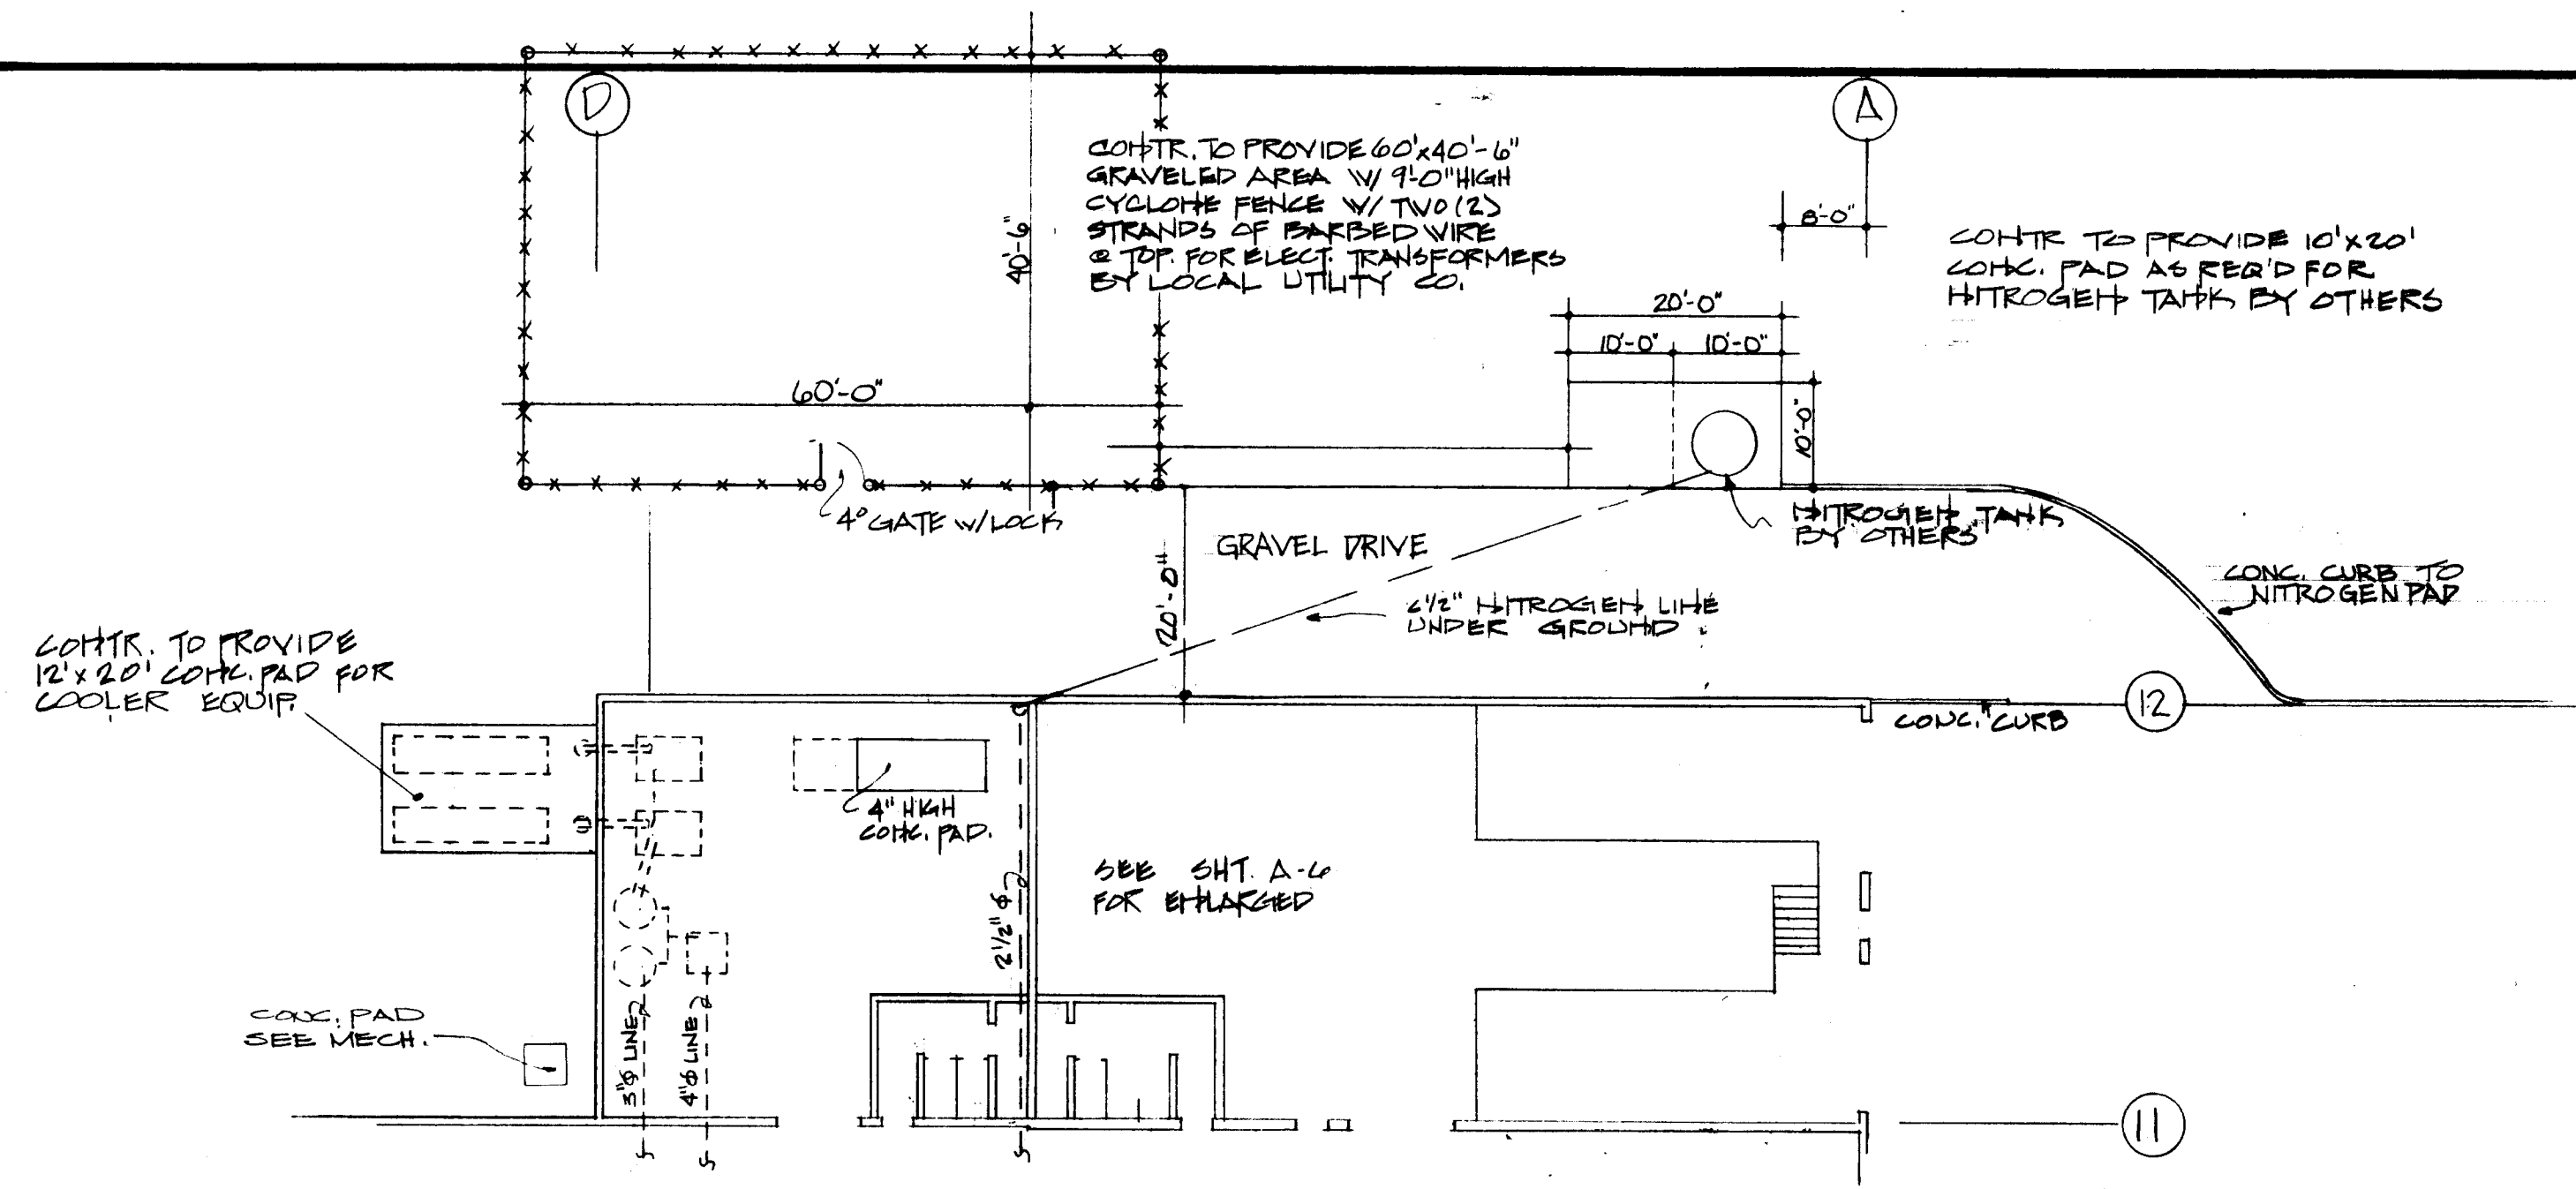 D
A
CONTR. TO PROVIDE 60'x40'-6"
GRAVELED AREA W/ 9'-0" HIGH
CYCLONE FENCE W/ TWO (2)
STRANDS OF BARBED WIRE
@ TOP. FOR ELECT. TRANSFORMERS
BY LOCAL UTILITY CO.
40'-6"
8'-0"
CONTR TO PROVIDE 10'x20'
CONC. PAD AS REQ'D FOR
NITROGEN TANK BY OTHERS
20'-0"
10'-0" 10'-0"
60'-0"
10'-0"
4⁰ GATE W/LOCK
NITROGEN TANK
BY OTHERS
GRAVEL DRIVE
20'-0"
CONC. CURB TO
NITROGEN PAD
NITROGEN LINE
UNDER GROUND
CONTR. TO PROVIDE
12'x20' CONC. PAD FOR
COOLER EQUIP.
12
CONC. CURB
4" HIGH
CONC. PAD.
SEE SHT. A-6
FOR ENLARGED
2 1/2" φ
CONC. PAD
SEE MECH.
3"φ LINE
4"φ LINE
11